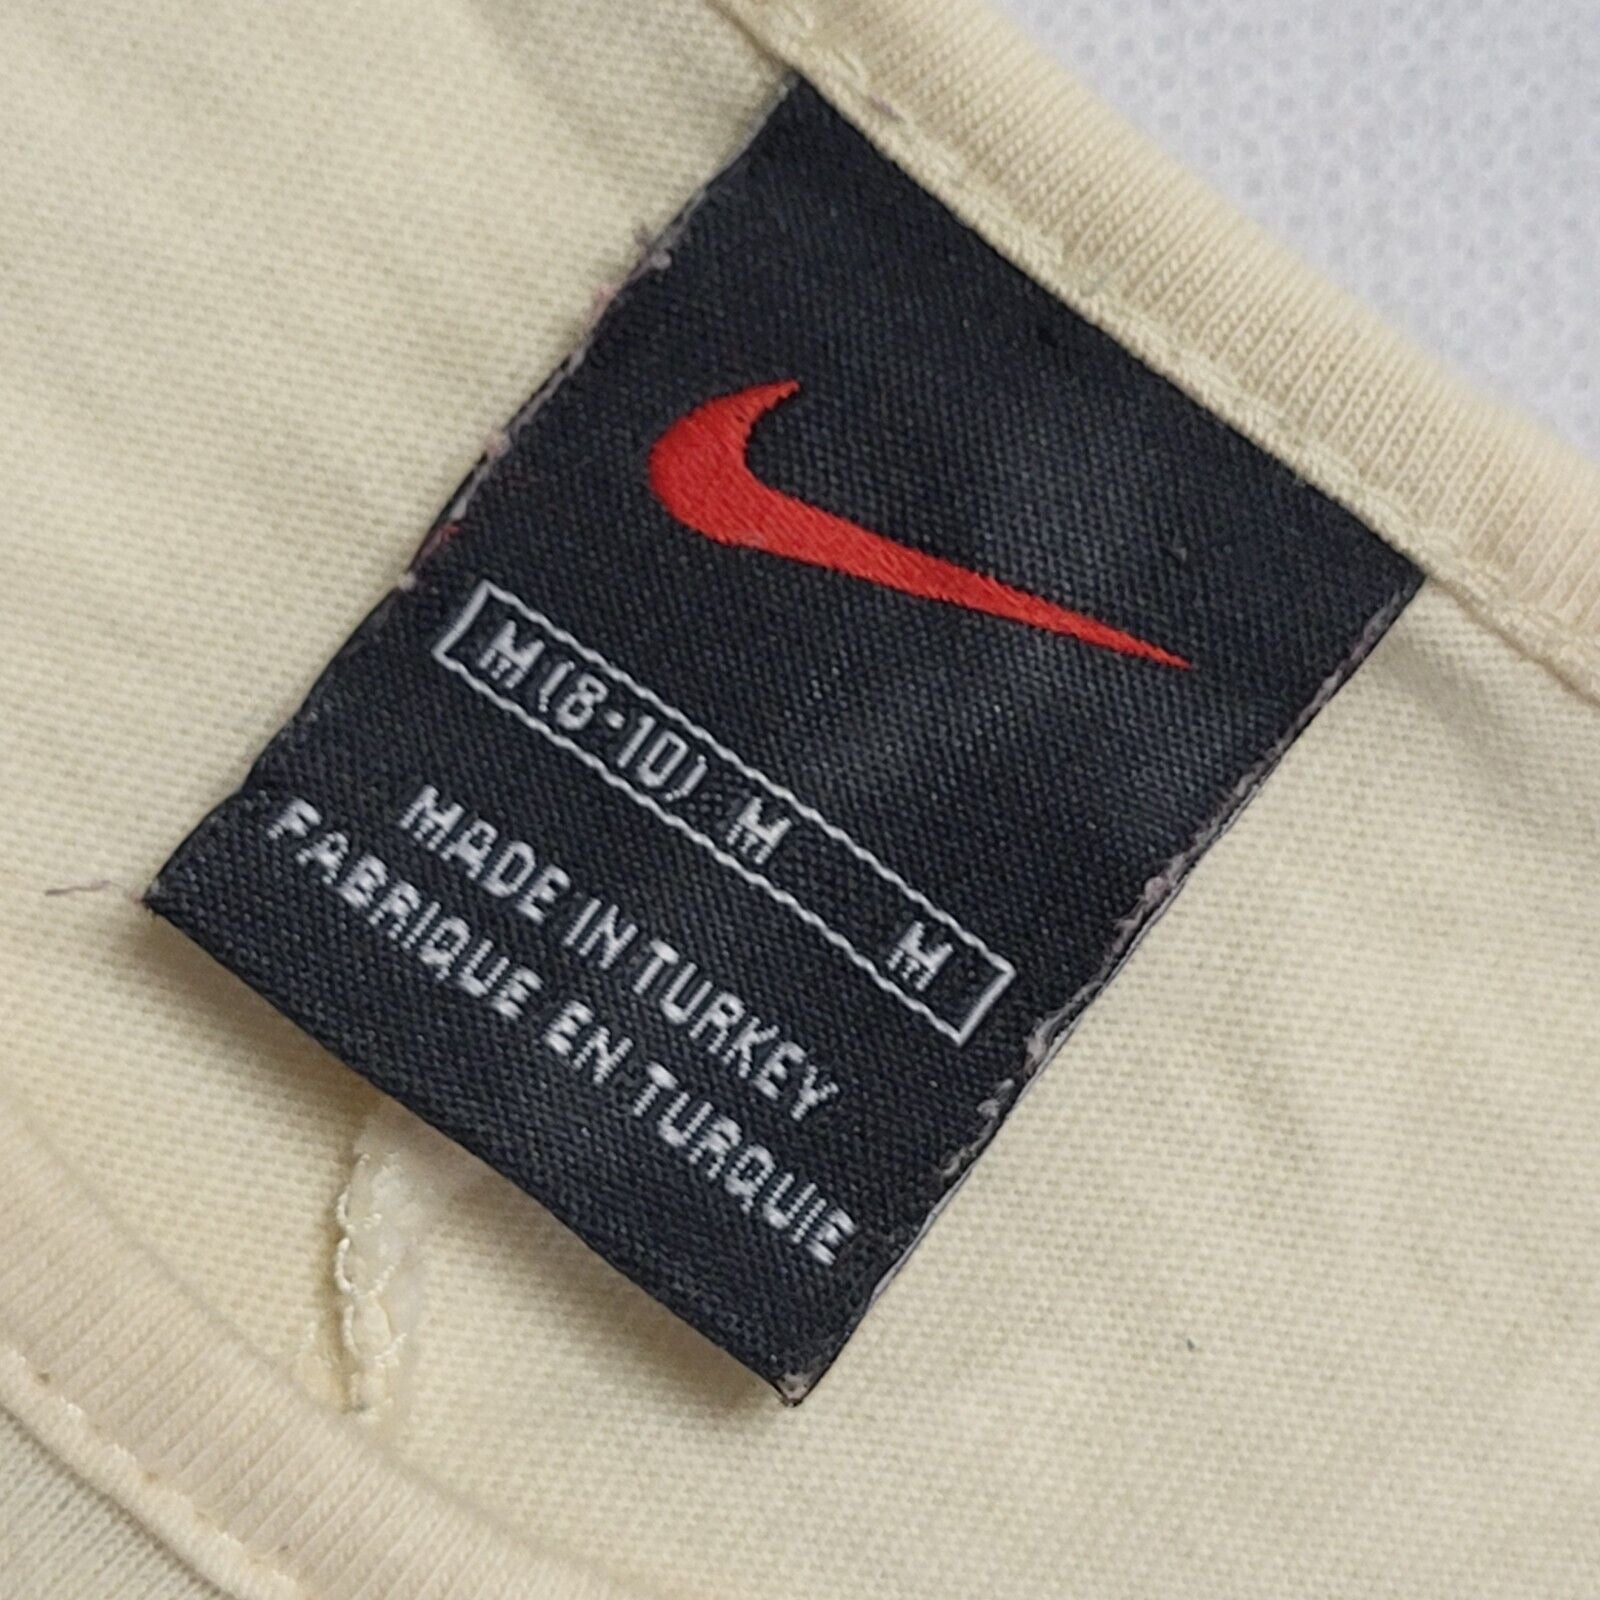 M(8-10) M M
MADE IN TURKEY
FABRIQUE EN TURQUIE